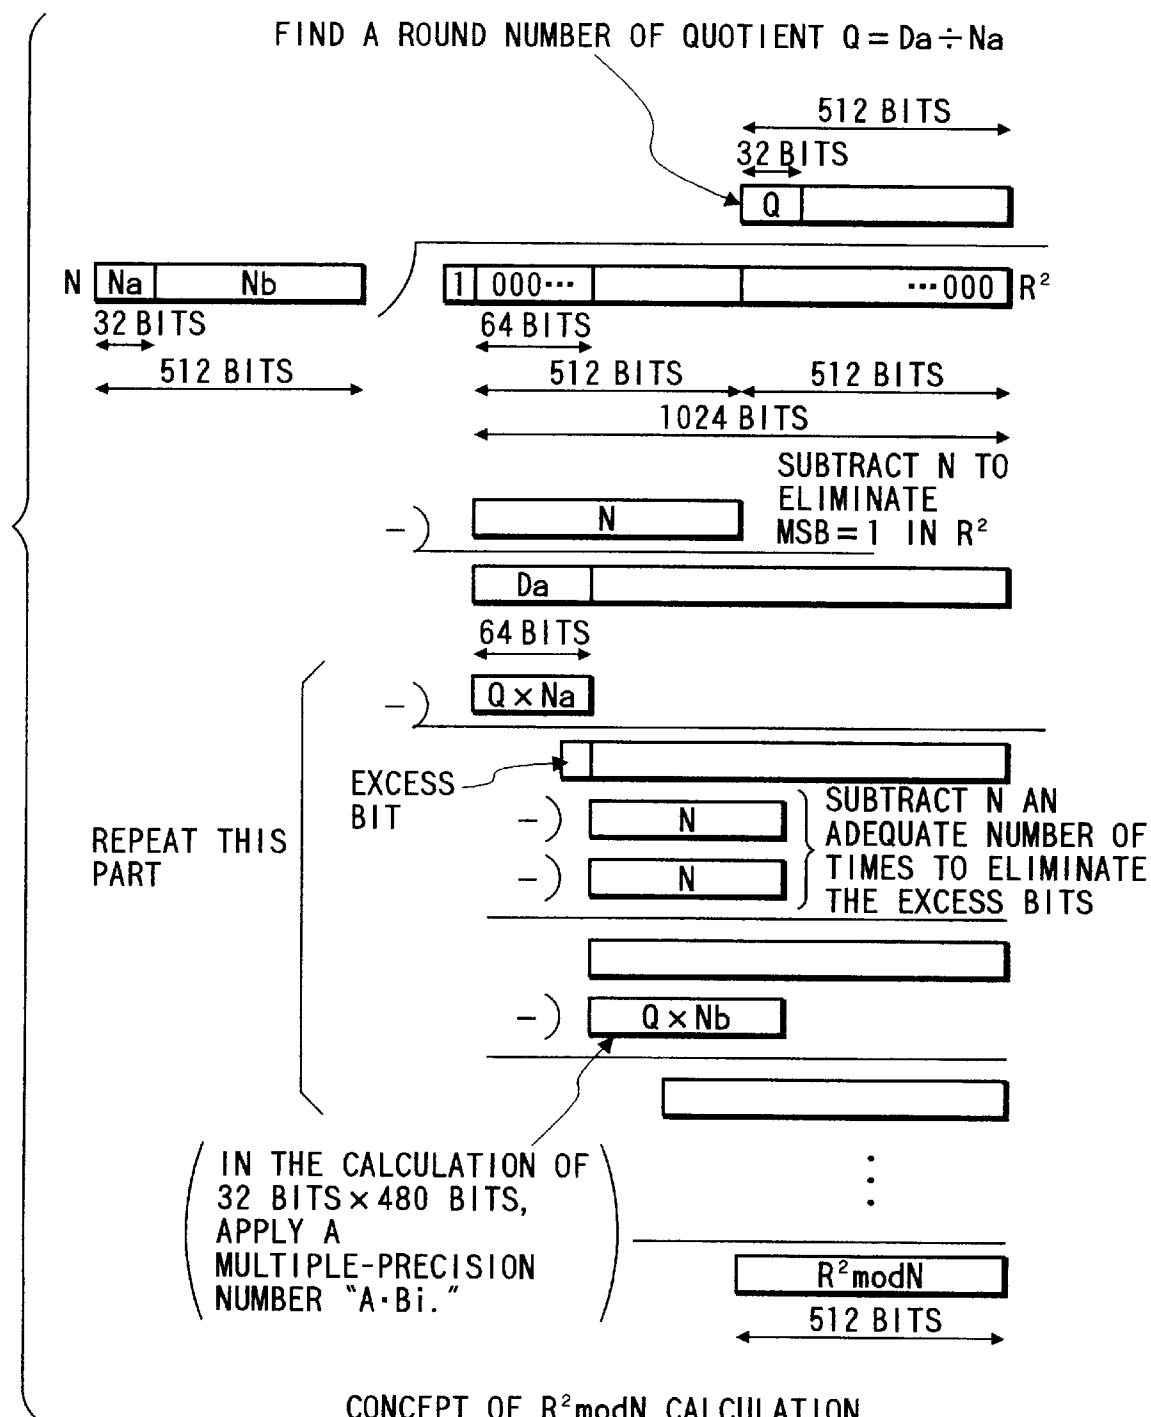 FIND A ROUND NUMBER OF QUOTIENT Q=Da÷Na
512 BITS
32 BITS
Q
N Na Nb
1 000··· ···000 R²
32 BITS
64 BITS
512 BITS
512 BITS
512 BITS
1024 BITS
SUBTRACT N TO
ELIMINATE
MSB=1 IN R²
−) N
Da
64 BITS
−) Q×Na
EXCESS
BIT
−) N
−) N
SUBTRACT N AN
ADEQUATE NUMBER OF
TIMES TO ELIMINATE
THE EXCESS BITS
REPEAT THIS
PART
−) Q×Nb
(IN THE CALCULATION OF
32 BITS×480 BITS,
APPLY A
MULTIPLE-PRECISION
NUMBER "A·Bi.")
R²modN
512 BITS
CONCEPT OF R²modN CALCULATION